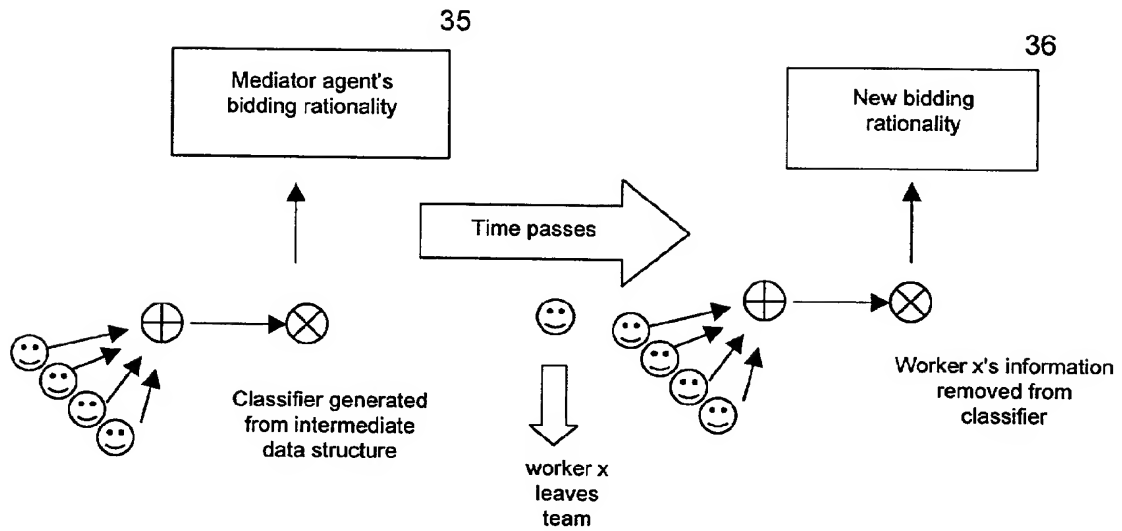 35
Mediator agent's
bidding rationality
36
New bidding
rationality
Time passes
Classifier generated
from intermediate
data structure
worker x
leaves
team
Worker x's information
removed from
classifier